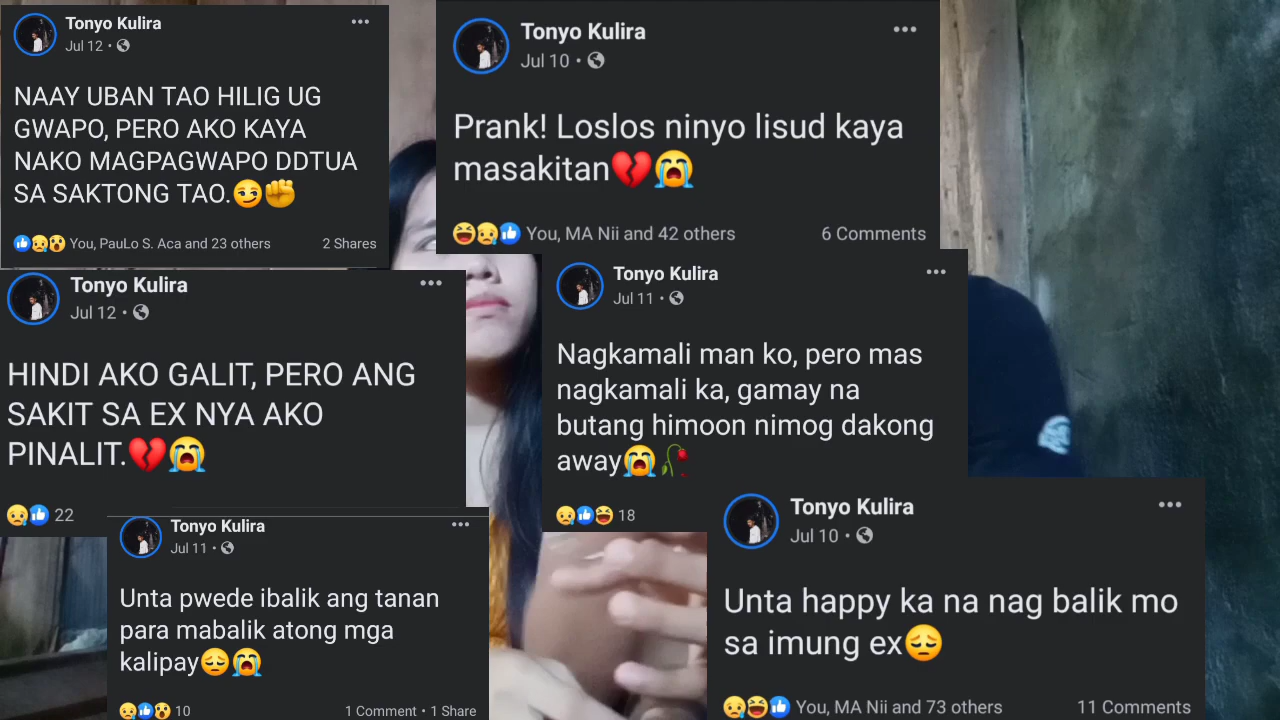 Tonyo Kulira
Jul 12 •
NAAY UBAN TAO HILIG UG
GWAPO, PERO AKO KAYA
NAKO MAGPAGWAPO DDTUA
SA SAKTONG TAO.😏✊
You, PauLo S. Aca and 23 others 2 Shares
Tonyo Kulira
Jul 10 •
Prank! Loslos ninyo lisud kaya
masakitan💔😭
You, MA Nii and 42 others 6 Comments
Tonyo Kulira
Jul 12 •
HINDI AKO GALIT, PERO ANG
SAKIT SA EX NYA AKO
PINALIT.💔😭
22
Tonyo Kulira
Jul 11 •
Nagkamali man ko, pero mas
nagkamali ka, gamay na
butang himoon nimog dakong
away😭🥀
18
Tonyo Kulira
Jul 11 •
Unta pwede ibalik ang tanan
para mabalik atong mga
kalipay😔😭
10 1 Comment • 1 Share
Tonyo Kulira
Jul 10 •
Unta happy ka na nag balik mo
sa imung ex😔
You, MA Nii and 73 others 11 Comments